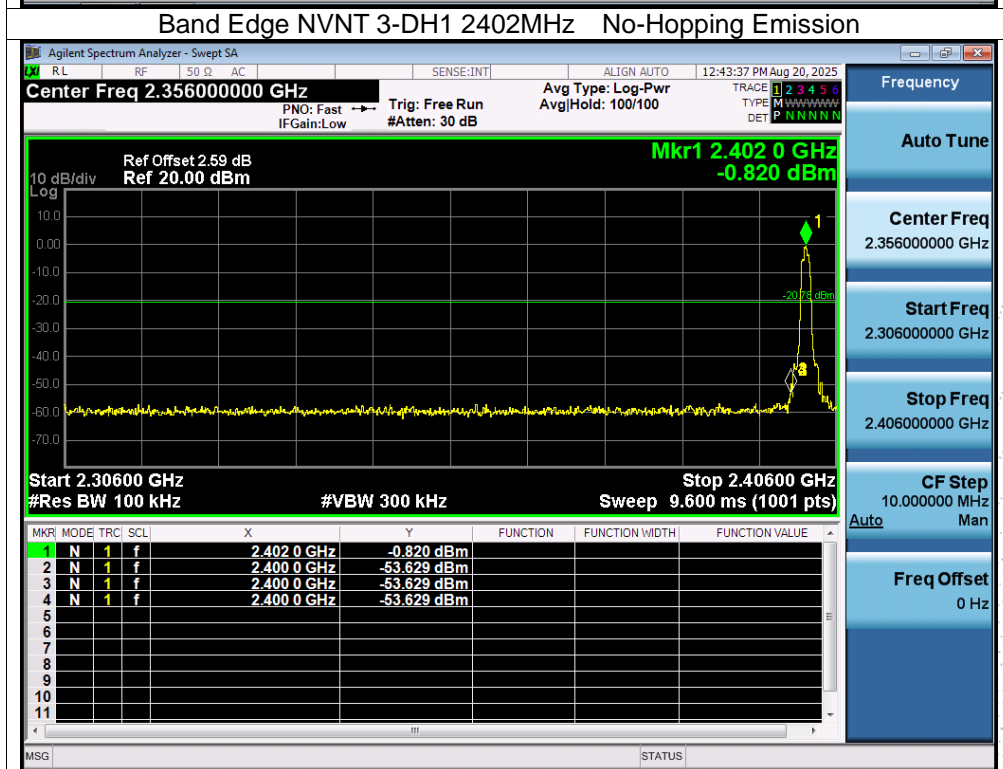 Band Edge NVNT 3-DH1 2402MHz No-Hopping Emission
Agilent Spectrum Analyzer - Swept SA
LXI RL RF 50 Ω AC SENSE:INT ALIGN AUTO 12:43:37 PM Aug 20, 2025
Center Freq 2.356000000 GHz
PNO: Fast
IFGain:Low
Trig: Free Run
#Atten: 30 dB
Avg Type: Log-Pwr
Avg|Hold: 100/100
TRACE 1 2 3 4 5 6
TYPE M WWWWW
DET P N N N N N
Frequency
Auto Tune
Center Freq
2.356000000 GHz
Start Freq
2.306000000 GHz
Stop Freq
2.406000000 GHz
CF Step
10.000000 MHz
Auto Man
Freq Offset
0 Hz
Ref Offset 2.59 dB
10 dB/div Ref 20.00 dBm
Log
Mkr1 2.402 0 GHz
-0.820 dBm
10.0
0.00
-10.0
-20.0
-30.0
-40.0
-50.0
-60.0
-70.0
1
-20.78 dBm
Start 2.30600 GHz Stop 2.40600 GHz
#Res BW 100 kHz #VBW 300 kHz Sweep 9.600 ms (1001 pts)
MKR MODE TRC SCL X Y FUNCTION FUNCTION WIDTH FUNCTION VALUE
1 N 1 f 2.402 0 GHz -0.820 dBm
2 N 1 f 2.400 0 GHz -53.629 dBm
3 N 1 f 2.400 0 GHz -53.629 dBm
4 N 1 f 2.400 0 GHz -53.629 dBm
5
6
7
8
9
10
11
MSG STATUS